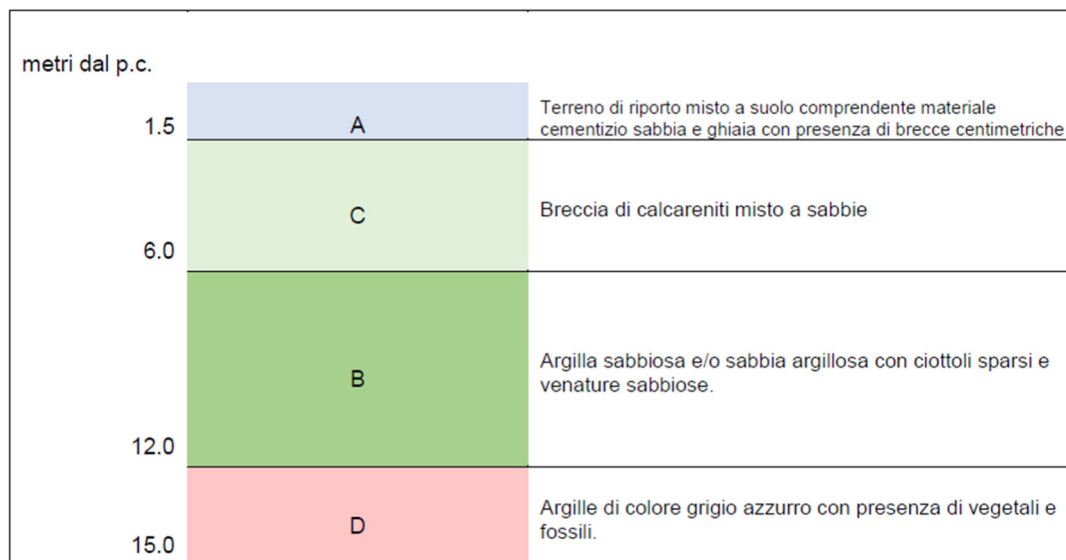 metri dal p.c.
1.5
A
Terreno di riporto misto a suolo comprendente materiale
cementizio sabbia e ghiaia con presenza di brecce centimetriche
C
Breccia di calcareniti misto a sabbie
6.0
B
Argilla sabbiosa e/o sabbia argillosa con ciottoli sparsi e
venature sabbiose.
12.0
D
Argille di colore grigio azzurro con presenza di vegetali e
fossili.
15.0